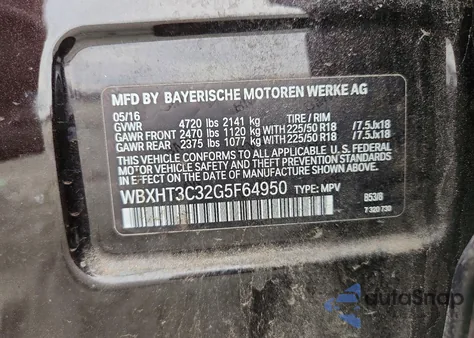 MFD BY BAYERISCHE MOTOREN WERKE AG
05/16
GVWR 4720 lbs 2141 kg TIRE / RIM
GAWR FRONT 2470 lbs 1120 kg WITH 225/50 R18 /7.5Jx18
GAWR REAR 2375 lbs 1077 kg WITH 225/50 R18 /7.5Jx18
THIS VEHICLE CONFORMS TO ALL APPLICABLE U. S. FEDERAL
MOTOR VEHICLE SAFETY, BUMPER, AND THEFT PREVENTION
STANDARDS IN EFFECT ON THE DATE OF MANUFACTURE SHOWN ABOVE.
WBXHT3C32G5F64950 TYPE: MPV
7 320 730
autoSnap